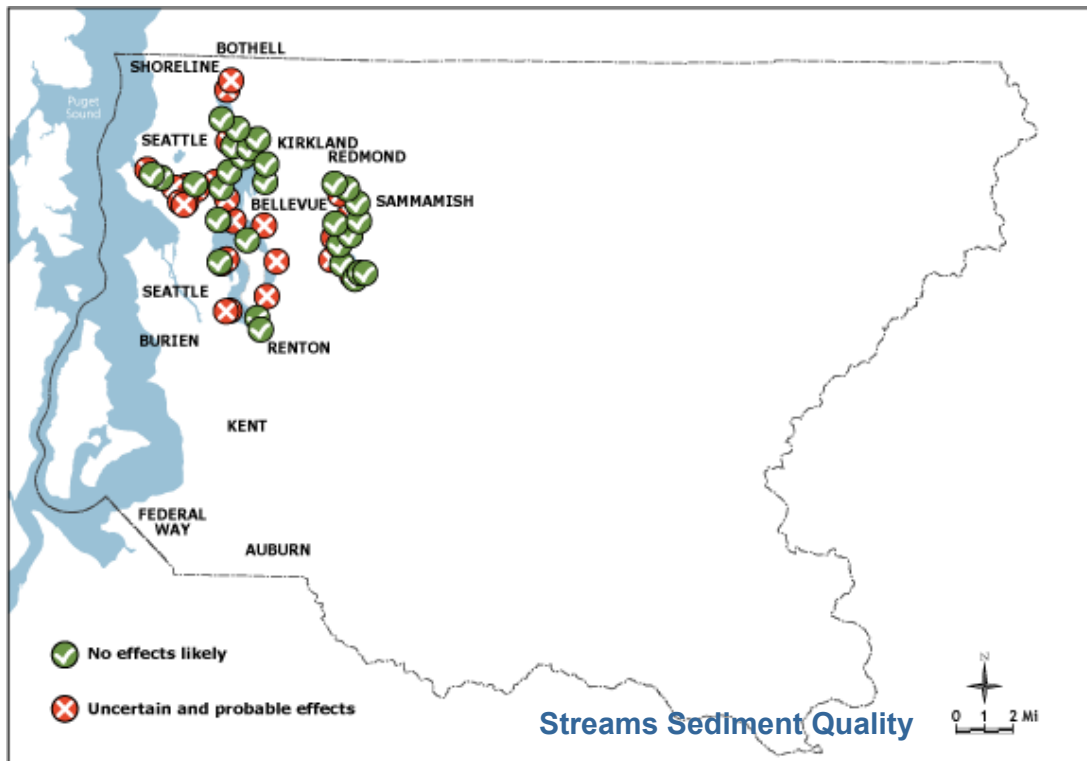 BOTHELL
SHORELINE
Puget
Sound
SEATTLE
KIRKLAND
REDMOND
BELLEVUE
SAMMAMISH
SEATTLE
BURIEN
RENTON
KENT
FEDERAL
WAY
AUBURN
No effects likely
Uncertain and probable effects
Streams Sediment Quality
N
0 1 2 Mi